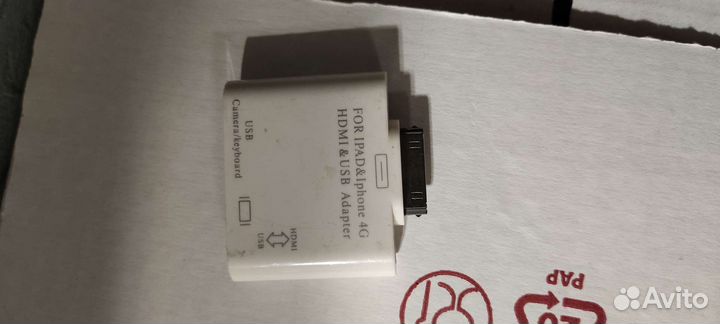 FOR IPAD&Iphone 4G
HDMI & USB Adapter
USB
Camera/keyboard
HDMI
USB
PAP
Avito